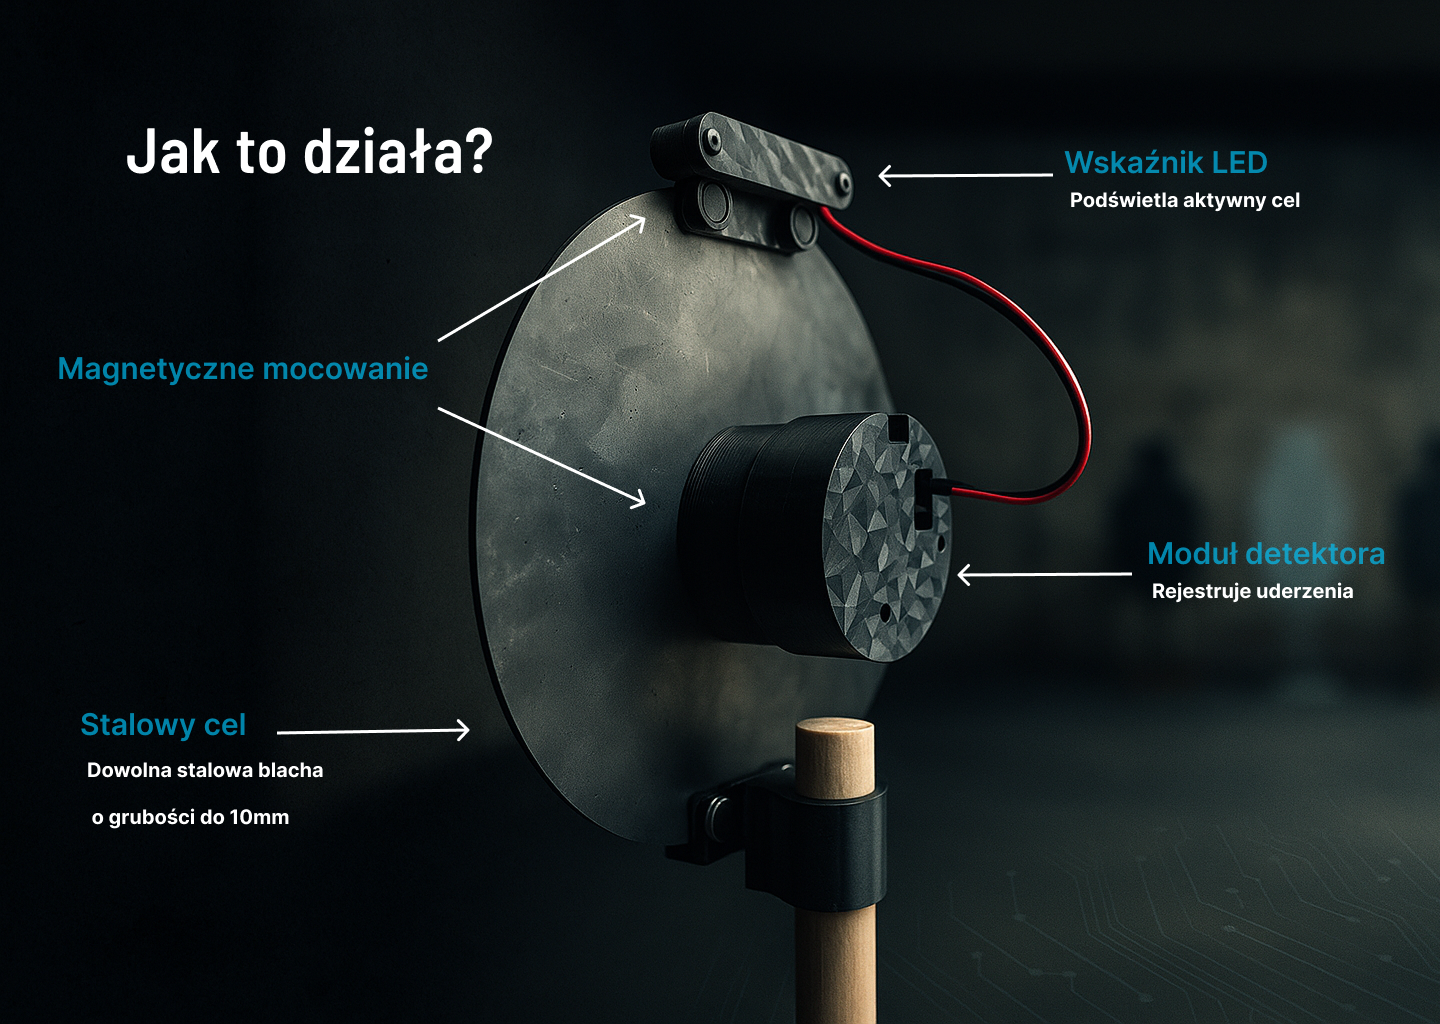 Jak to działa?
Wskaźnik LED
Podświetla aktywny cel
Magnetyczne mocowanie
Moduł detektora
Rejestruje uderzenia
Stalowy cel
Dowolna stalowa blacha
o grubości do 10mm